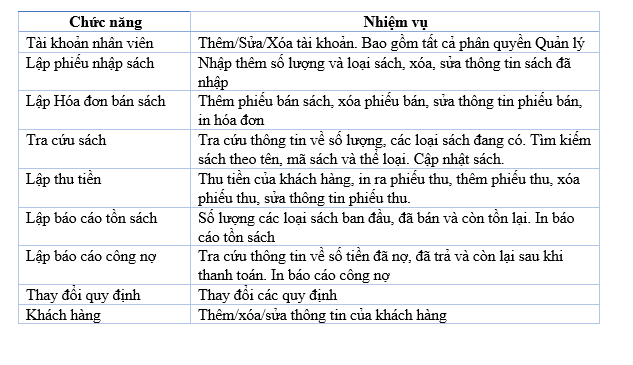 Chức năng Nhiệm vụ
Tài khoản nhân viên Thêm/Sửa/Xóa tài khoản. Bao gồm tất cả phân quyền Quản lý
Lập phiếu nhập sách Nhập thêm số lượng và loại sách, xóa, sửa thông tin sách đã
nhập
Lập Hóa đơn bán sách Thêm phiếu bán sách, xóa phiếu bán, sửa thông tin phiếu bán,
in hóa đơn
Tra cứu sách Tra cứu thông tin về số lượng, các loại sách đang có. Tìm kiếm
sách theo tên, mã sách và thể loại. Cập nhật sách.
Lập thu tiền Thu tiền của khách hàng, in ra phiếu thu, thêm phiếu thu, xóa
phiếu thu, sửa thông tin phiếu thu.
Lập báo cáo tồn sách Số lượng các loại sách ban đầu, đã bán và còn tồn lại. In báo
cáo tồn sách
Lập báo cáo công nợ Tra cứu thông tin về số tiền đã nợ, đã trả và còn lại sau khi
thanh toán. In báo cáo công nợ
Thay đổi quy định Thay đổi các quy định
Khách hàng Thêm/xóa/sửa thông tin của khách hàng